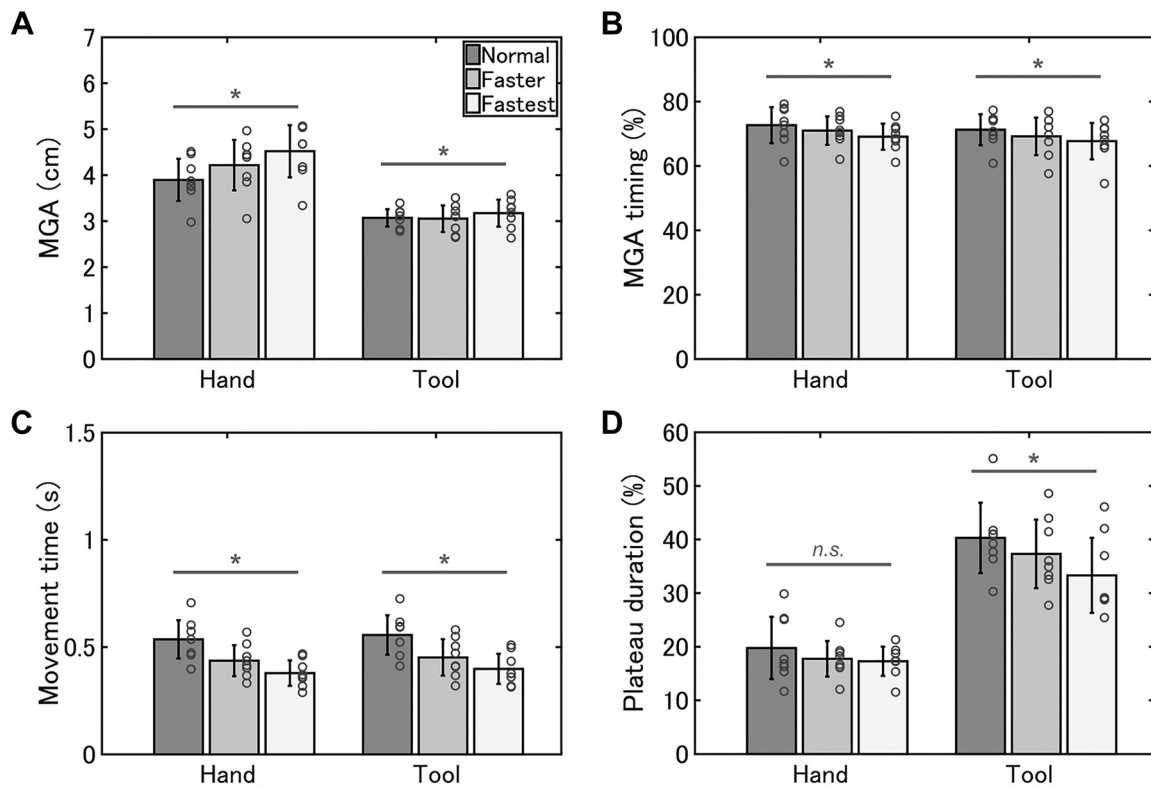 A
MGA (cm)
7
6
5
4
3
2
1
0
*
*
Normal
Faster
Fastest
Hand
Tool
B
MGA timing (%)
100
80
60
40
20
0
*
*
Hand
Tool
C
Movement time (s)
1.5
1
0.5
0
*
*
Hand
Tool
D
Plateau duration (%)
60
50
40
30
20
10
0
n.s.
*
Hand
Tool